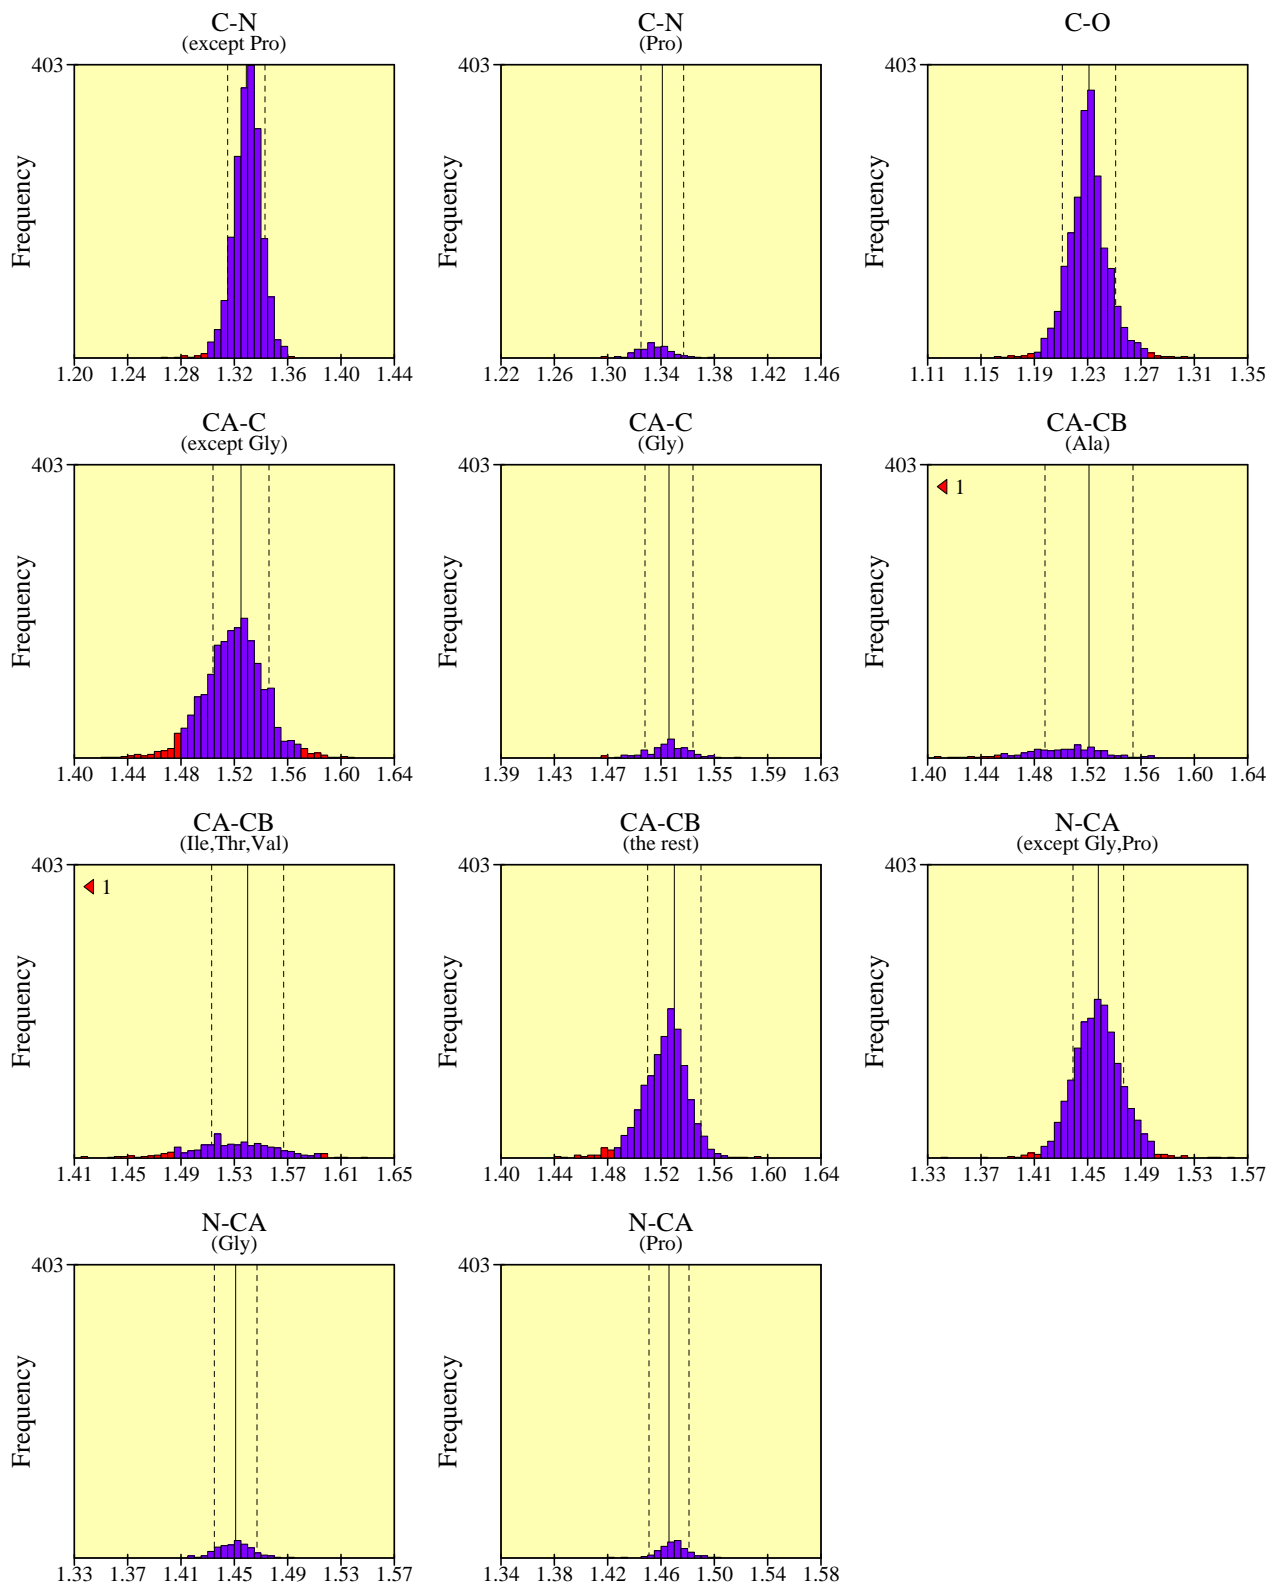 C-N
(except Pro)
403
Frequency
1.20 1.24 1.28 1.32 1.36 1.40 1.44
C-N
(Pro)
403
Frequency
1.22 1.26 1.30 1.34 1.38 1.42 1.46
C-O
403
Frequency
1.11 1.15 1.19 1.23 1.27 1.31 1.35
CA-C
(except Gly)
403
Frequency
1.40 1.44 1.48 1.52 1.56 1.60 1.64
CA-C
(Gly)
403
Frequency
1.39 1.43 1.47 1.51 1.55 1.59 1.63
CA-CB
(Ala)
403
1
Frequency
1.40 1.44 1.48 1.52 1.56 1.60 1.64
CA-CB
(Ile,Thr,Val)
403
1
Frequency
1.41 1.45 1.49 1.53 1.57 1.61 1.65
CA-CB
(the rest)
403
Frequency
1.40 1.44 1.48 1.52 1.56 1.60 1.64
N-CA
(except Gly,Pro)
403
Frequency
1.33 1.37 1.41 1.45 1.49 1.53 1.57
N-CA
(Gly)
403
Frequency
1.33 1.37 1.41 1.45 1.49 1.53 1.57
N-CA
(Pro)
403
Frequency
1.34 1.38 1.42 1.46 1.50 1.54 1.58